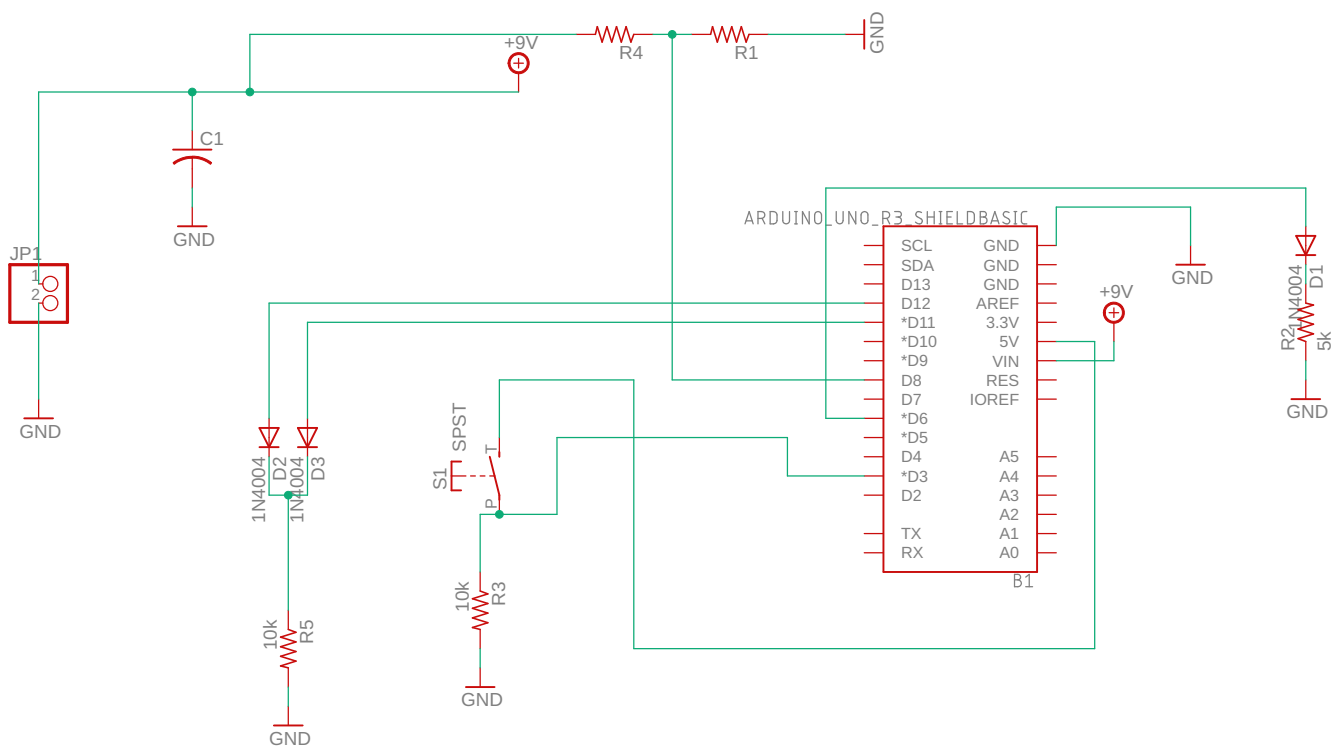 +9V
R4
R1
GND
C1
GND
JP1
1
2
GND
ARDUINO_UNO_R3_SHIELDBASIC
SCL
SDA
D13
D12
*D11
*D10
*D9
D8
D7
*D6
*D5
D4
*D3
D2
TX
RX
GND
GND
GND
AREF
3.3V
5V
VIN
RES
IOREF
A5
A4
A3
A2
A1
A0
B1
GND
+9V
D1
1N4004
R2
5k
GND
1N4004
D2
1N4004
D3
10k
R5
GND
SPST
S1
T
P
10k
R3
GND